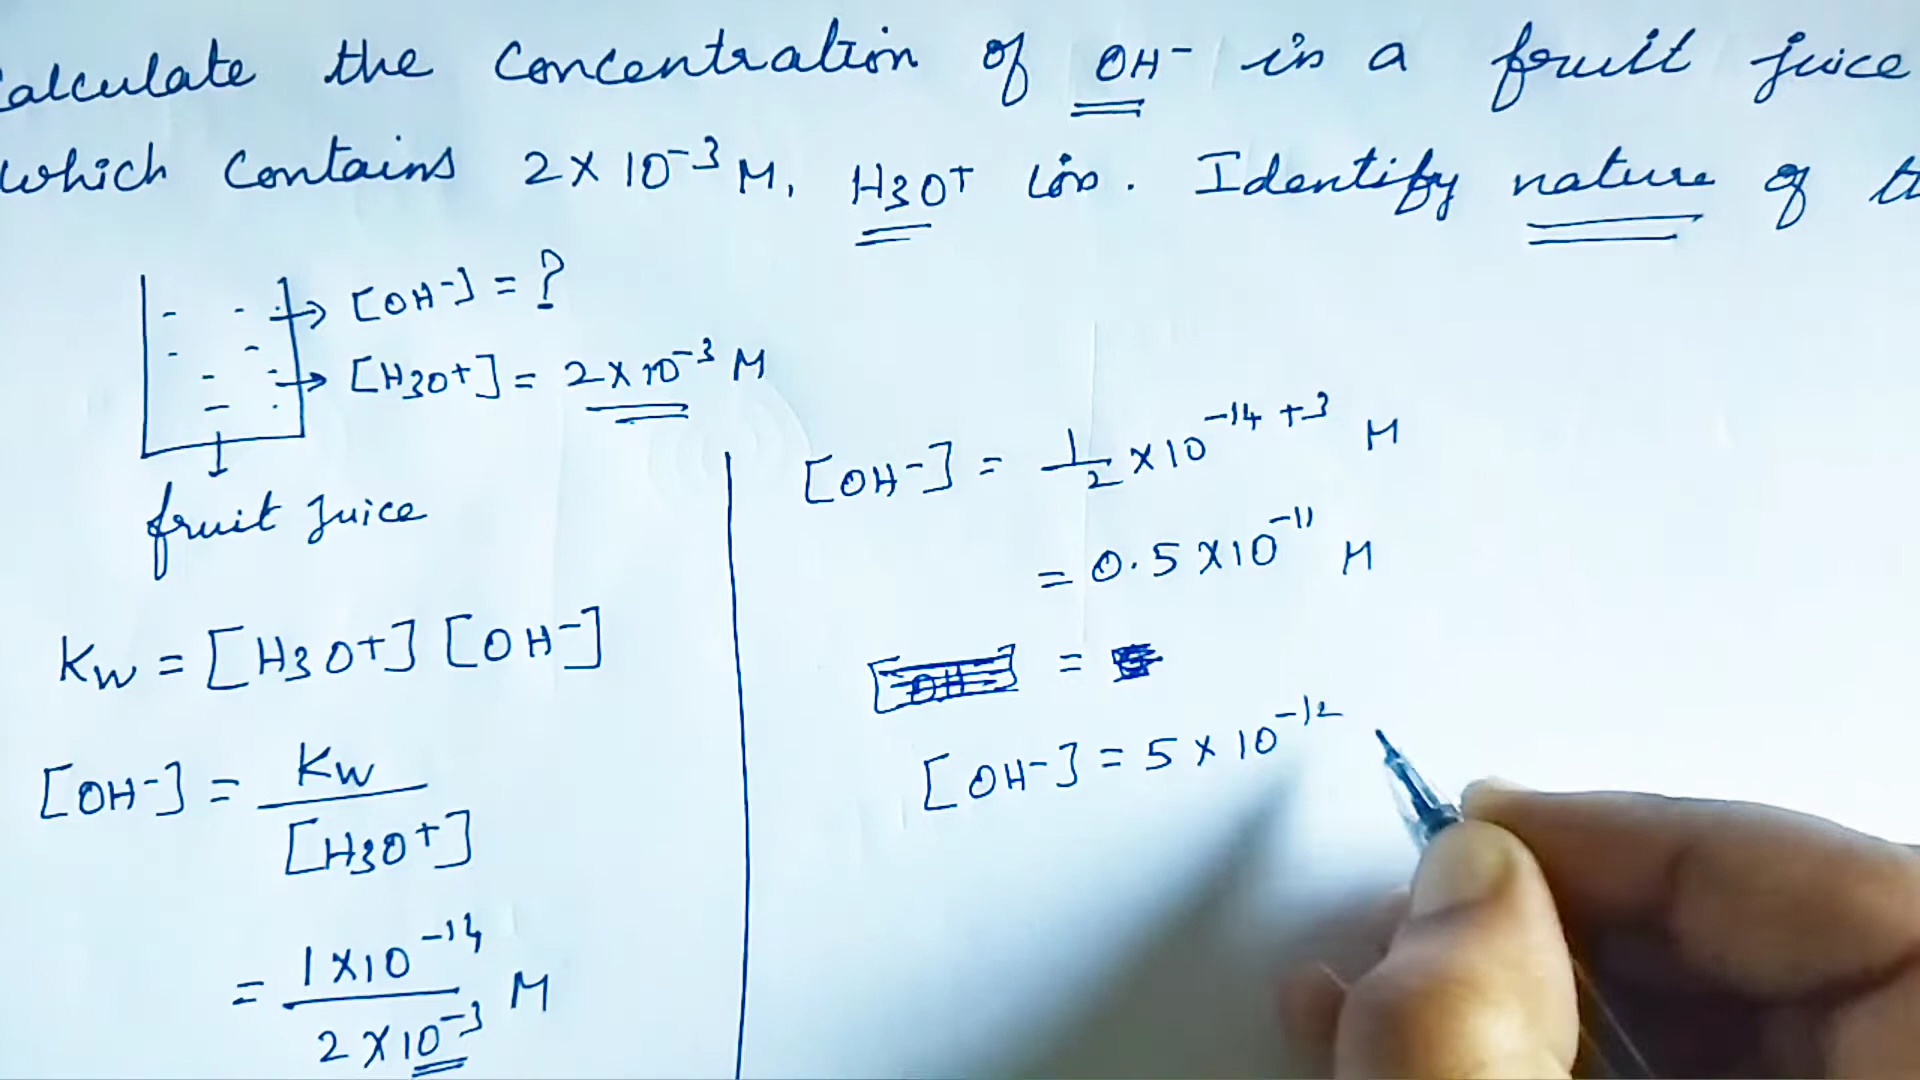 Calculate the concentration of OH- in a fruit juice
which contains 2 x 10^-3 M, H3O+ ion. Identify nature of
[OH-] = ?
[H3O+] = 2 x 10^-3 M
fruit Juice
Kw = [H3O+] [OH-]
[OH-] = Kw / [H3O+]
= 1 x 10^-14 / 2 x 10^-3 M
[OH-] = 1/2 x 10^-14+3 M
= 0.5 x 10^-11 M
=
[OH-] = 5 x 10^-12